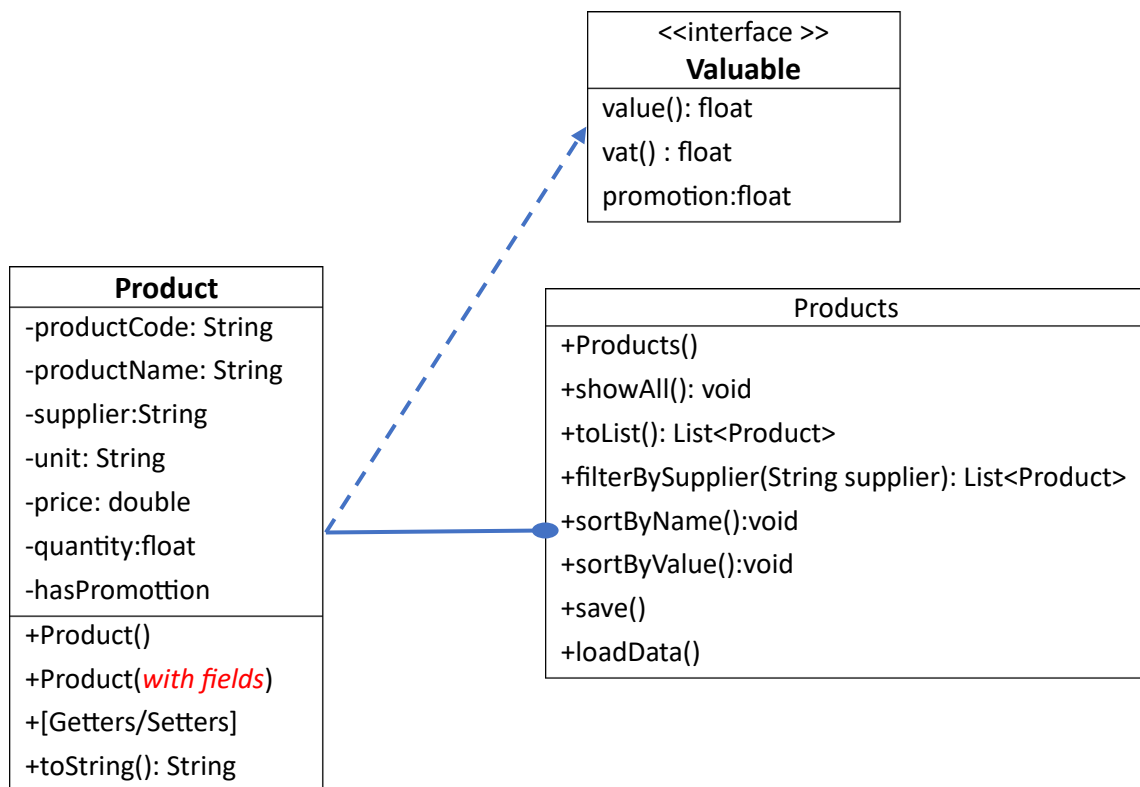 <<interface >>
Valuable
value(): float
vat() : float
promotion:float
Product
-productCode: String
-productName: String
-supplier:String
-unit: String
-price: double
-quantity:float
-hasPromottion
+Product()
+Product(with fields)
+[Getters/Setters]
+toString(): String
Products
+Products()
+showAll(): void
+toList(): List<Product>
+filterBySupplier(String supplier): List<Product>
+sortByName():void
+sortByValue():void
+save()
+loadData()